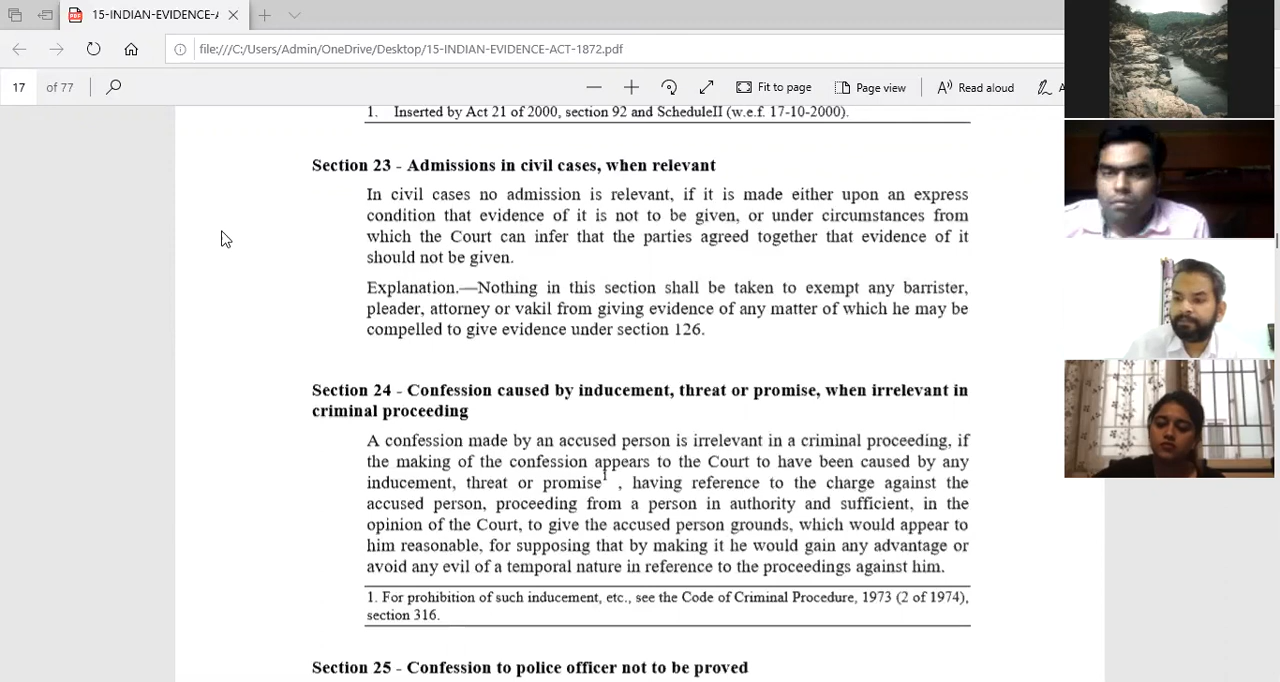 15-INDIAN-EVIDENCE-A
file:///C:/Users/Admin/OneDrive/Desktop/15-INDIAN-EVIDENCE-ACT-1872.pdf
17 of 77 Fit to page Page view Read aloud
1. Inserted by Act 21 of 2000, section 92 and ScheduleII (w.e.f. 17-10-2000).
Section 23 - Admissions in civil cases, when relevant
In civil cases no admission is relevant, if it is made either upon an express
condition that evidence of it is not to be given, or under circumstances from
which the Court can infer that the parties agreed together that evidence of it
should not be given.
Explanation.—Nothing in this section shall be taken to exempt any barrister,
pleader, attorney or vakil from giving evidence of any matter of which he may be
compelled to give evidence under section 126.
Section 24 - Confession caused by inducement, threat or promise, when irrelevant in
criminal proceeding
A confession made by an accused person is irrelevant in a criminal proceeding, if
the making of the confession appears to the Court to have been caused by any
inducement, threat or promise1 , having reference to the charge against the
accused person, proceeding from a person in authority and sufficient, in the
opinion of the Court, to give the accused person grounds, which would appear to
him reasonable, for supposing that by making it he would gain any advantage or
avoid any evil of a temporal nature in reference to the proceedings against him.
1. For prohibition of such inducement, etc., see the Code of Criminal Procedure, 1973 (2 of 1974),
section 316.
Section 25 - Confession to police officer not to be proved